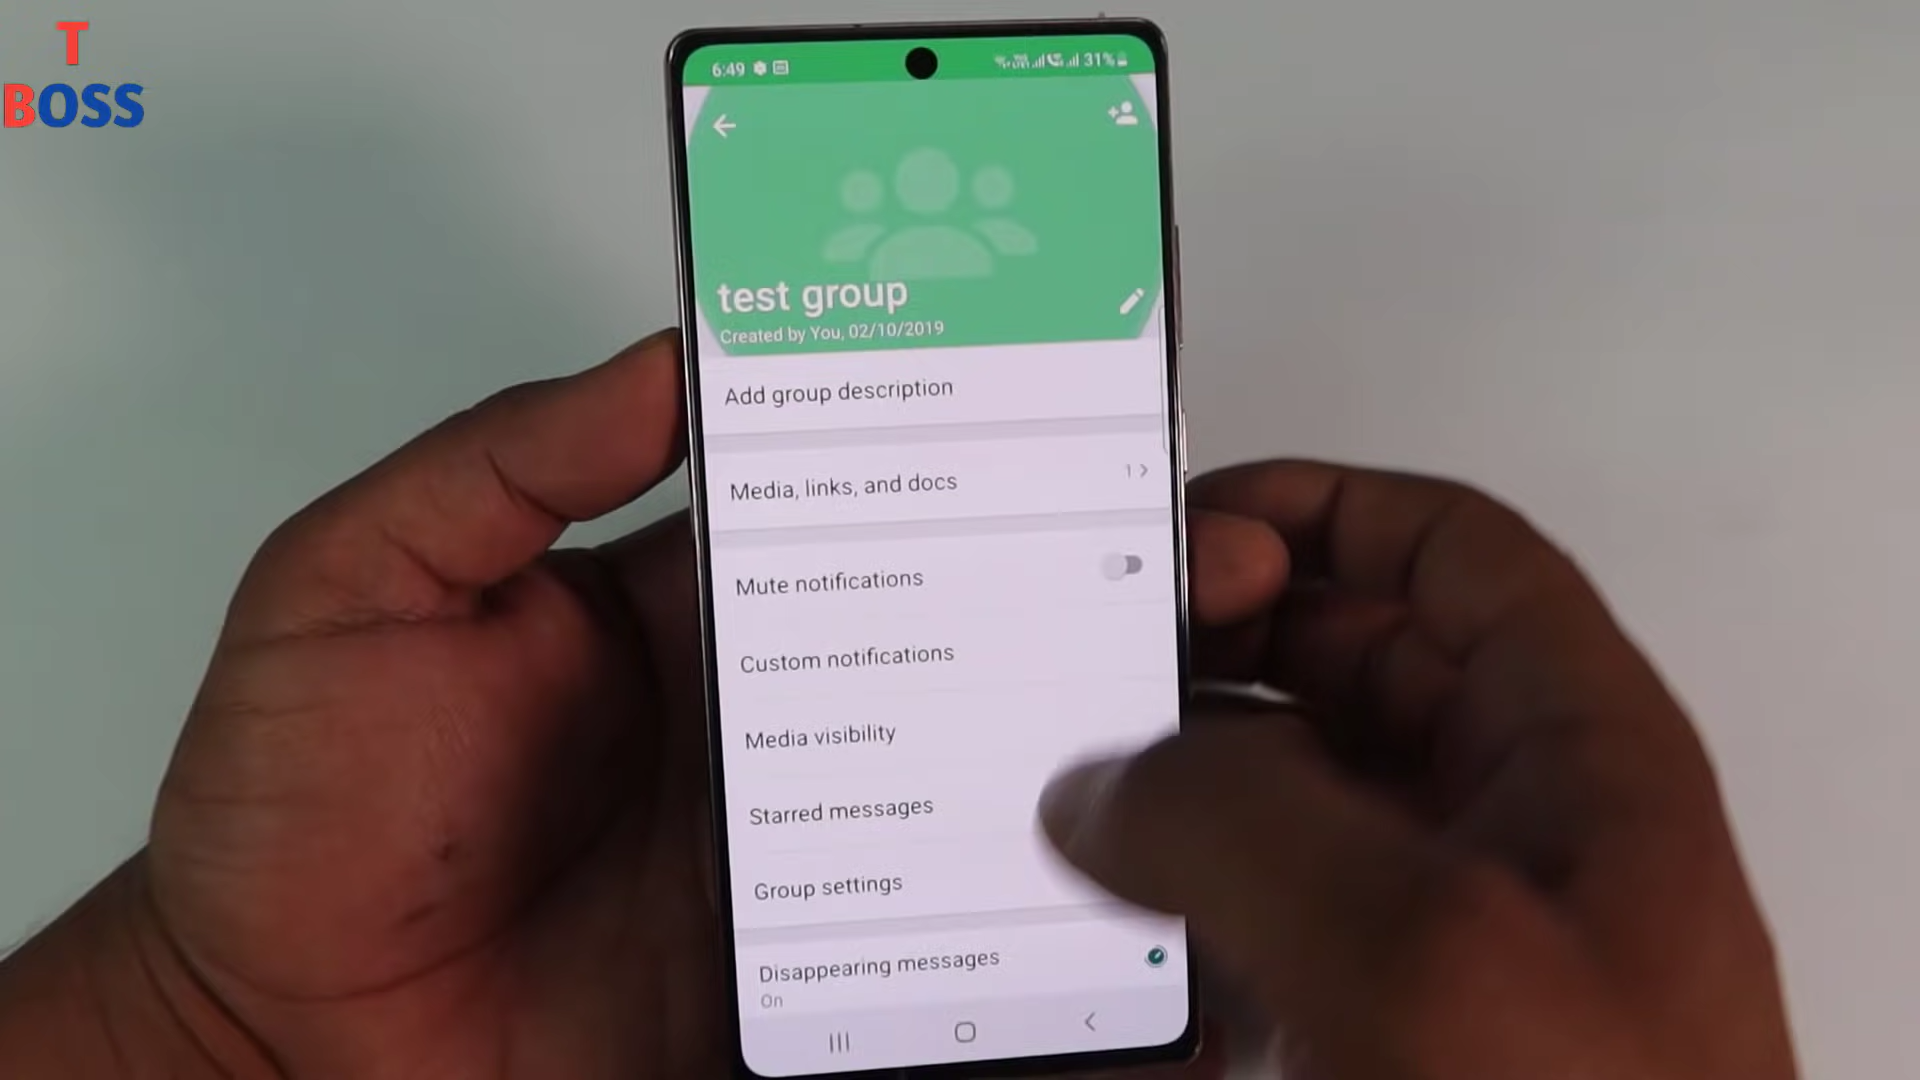 T
BOSS
6:49 31%
test group
Created by You, 02/10/2019
Add group description
Media, links, and docs 1
Mute notifications
Custom notifications
Media visibility
Starred messages
Group settings
Disappearing messages
On